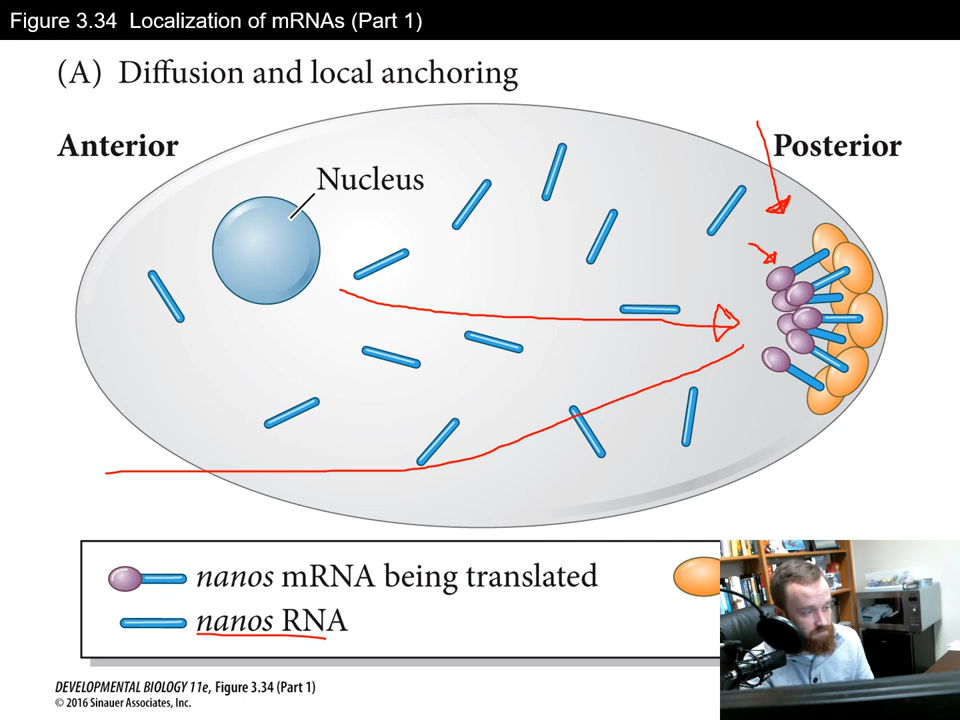 Figure 3.34 Localization of mRNAs (Part 1)
(A) Diffusion and local anchoring
Anterior
Posterior
Nucleus
nanos mRNA being translated
nanos RNA
DEVELOPMENTAL BIOLOGY 11e, Figure 3.34 (Part 1)
© 2016 Sinauer Associates, Inc.